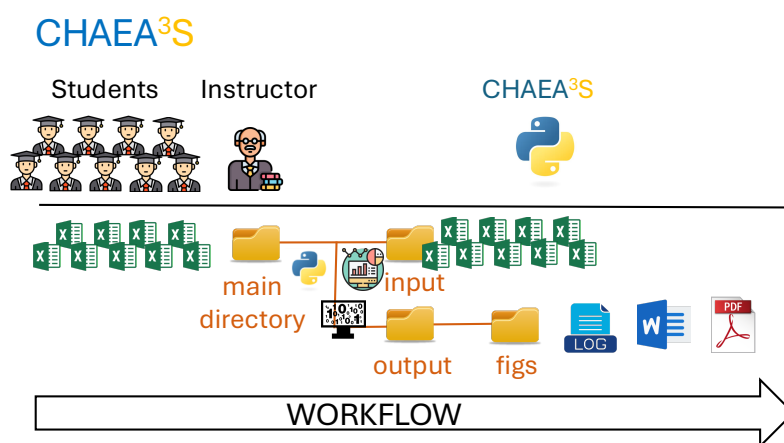 CHAEA³S
Students Instructor CHAEA³S
main
directory
input
output figs
LOG
W
PDF
WORKFLOW